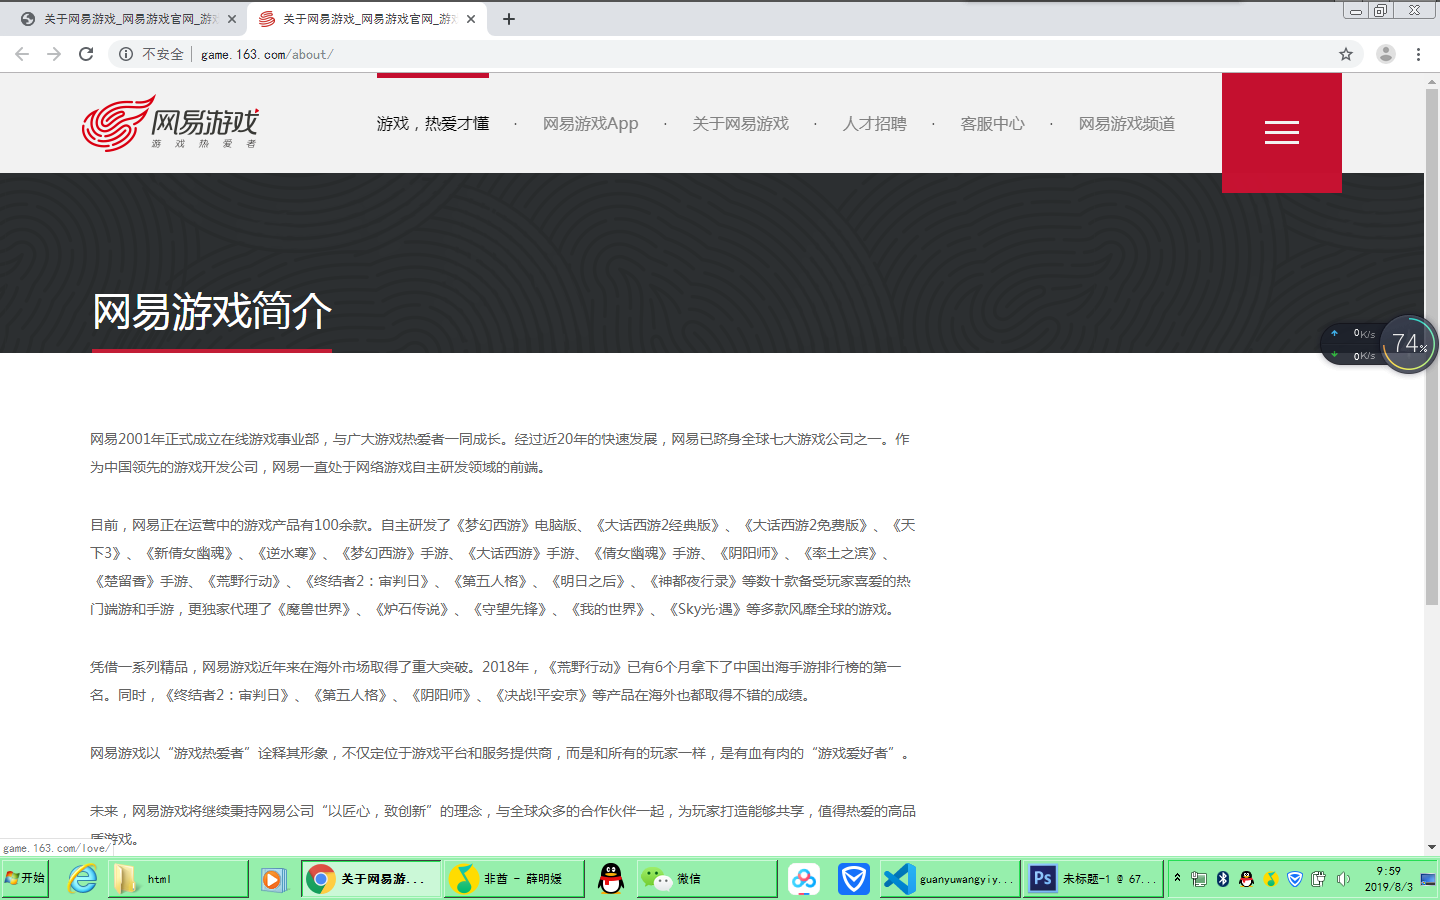 关于网易游戏_网易游戏官网_游戏
关于网易游戏_网易游戏官网_游戏
不安全
game.163.com/about/
网易游戏
游戏热爱者
游戏，热爱才懂 · 网易游戏App · 关于网易游戏 · 人才招聘 · 客服中心 · 网易游戏频道
网易游戏简介
0K/s
0K/s
74%
网易2001年正式成立在线游戏事业部，与广大游戏热爱者一同成长。经过近20年的快速发展，网易已跻身全球七大游戏公司之一。作
为中国领先的游戏开发公司，网易一直处于网络游戏自主研发领域的前端。
目前，网易正在运营中的游戏产品有100余款。自主研发了《梦幻西游》电脑版、《大话西游2经典版》、《大话西游2免费版》、《天
下3》、《新倩女幽魂》、《逆水寒》、《梦幻西游》手游、《大话西游》手游、《倩女幽魂》手游、《阴阳师》、《率土之滨》、
《楚留香》手游、《荒野行动》、《终结者2：审判日》、《第五人格》、《明日之后》、《神都夜行录》等数十款备受玩家喜爱的热
门端游和手游，更独家代理了《魔兽世界》、《炉石传说》、《守望先锋》、《我的世界》、《Sky光·遇》等多款风靡全球的游戏。
凭借一系列精品，网易游戏近年来在海外市场取得了重大突破。2018年，《荒野行动》已有6个月拿下了中国出海手游排行榜的第一
名。同时，《终结者2：审判日》、《第五人格》、《阴阳师》、《决战!平安京》等产品在海外也都取得不错的成绩。
网易游戏以“游戏热爱者”诠释其形象，不仅定位于游戏平台和服务提供商，而是和所有的玩家一样，是有血有肉的“游戏爱好者”。
未来，网易游戏将继续秉持网易公司“以匠心，致创新”的理念，与全球众多的合作伙伴一起，为玩家打造能够共享，值得热爱的高品
质游戏。
game.163.com/love/
开始
html
关于网易游...
非酋 - 薛明媛
微信
guanyuwangyiy...
Ps
未标题-1 @ 67...
9:59
2019/8/3